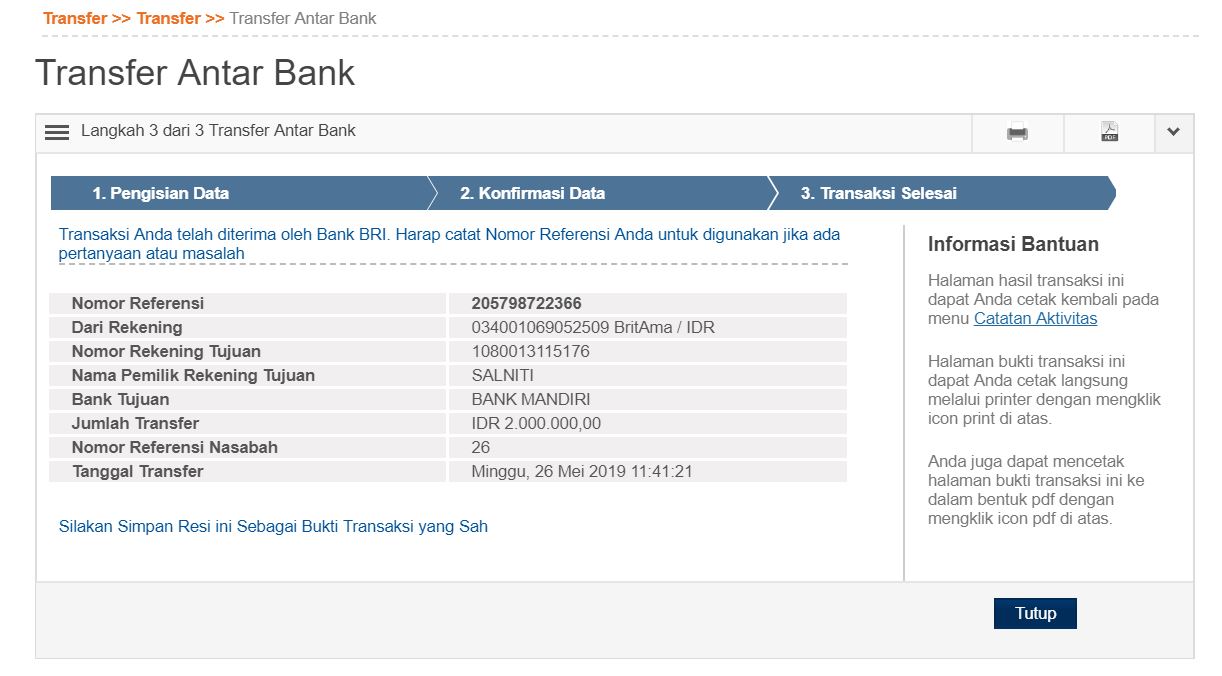 Transfer >> Transfer >> Transfer Antar Bank
Transfer Antar Bank
Langkah 3 dari 3 Transfer Antar Bank
PDF
1. Pengisian Data
2. Konfirmasi Data
3. Transaksi Selesai
Transaksi Anda telah diterima oleh Bank BRI. Harap catat Nomor Referensi Anda untuk digunakan jika ada
pertanyaan atau masalah
Nomor Referensi 205798722366
Dari Rekening 034001069052509 BritAma / IDR
Nomor Rekening Tujuan 1080013115176
Nama Pemilik Rekening Tujuan SALNITI
Bank Tujuan BANK MANDIRI
Jumlah Transfer IDR 2.000.000,00
Nomor Referensi Nasabah 26
Tanggal Transfer Minggu, 26 Mei 2019 11:41:21
Silakan Simpan Resi ini Sebagai Bukti Transaksi yang Sah
Informasi Bantuan
Halaman hasil transaksi ini
dapat Anda cetak kembali pada
menu Catatan Aktivitas
Halaman bukti transaksi ini
dapat Anda cetak langsung
melalui printer dengan mengklik
icon print di atas.
Anda juga dapat mencetak
halaman bukti transaksi ini ke
dalam bentuk pdf dengan
mengklik icon pdf di atas.
Tutup